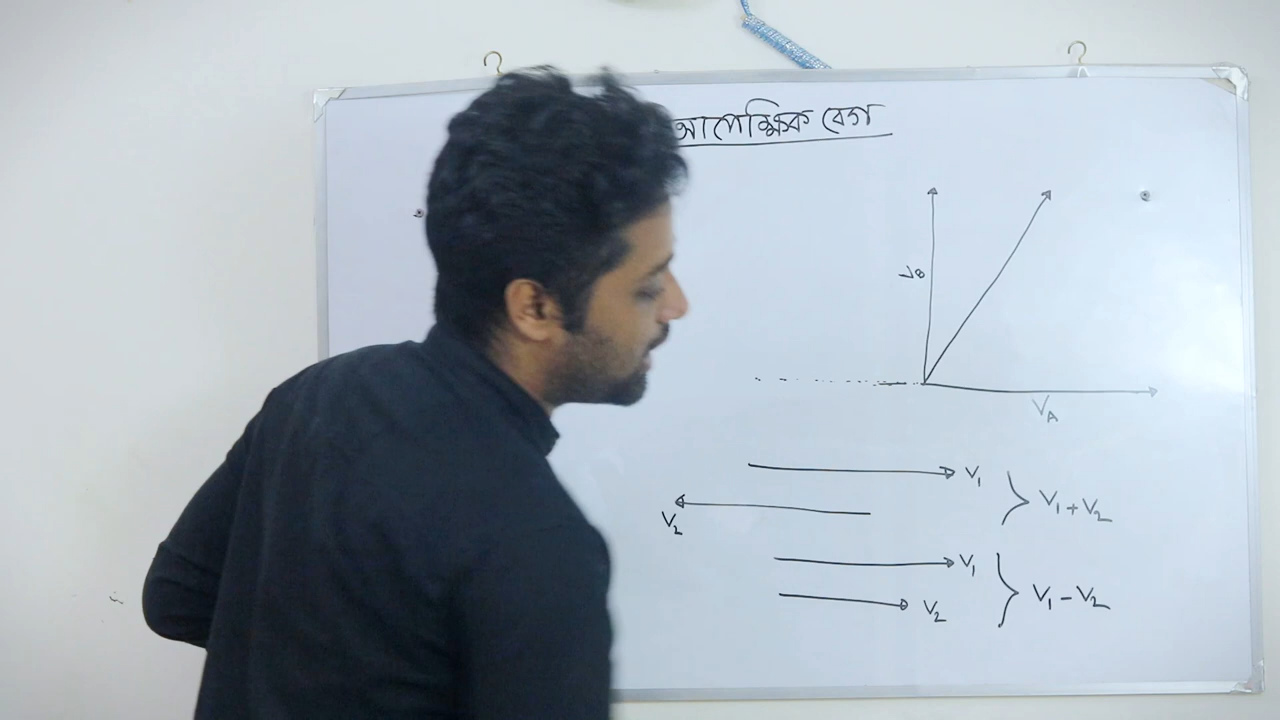 আপেক্ষিক বেগ
V_B
V_A
V₁
V₂
V₁ + V₂
V₁
V₂
V₁ - V₂